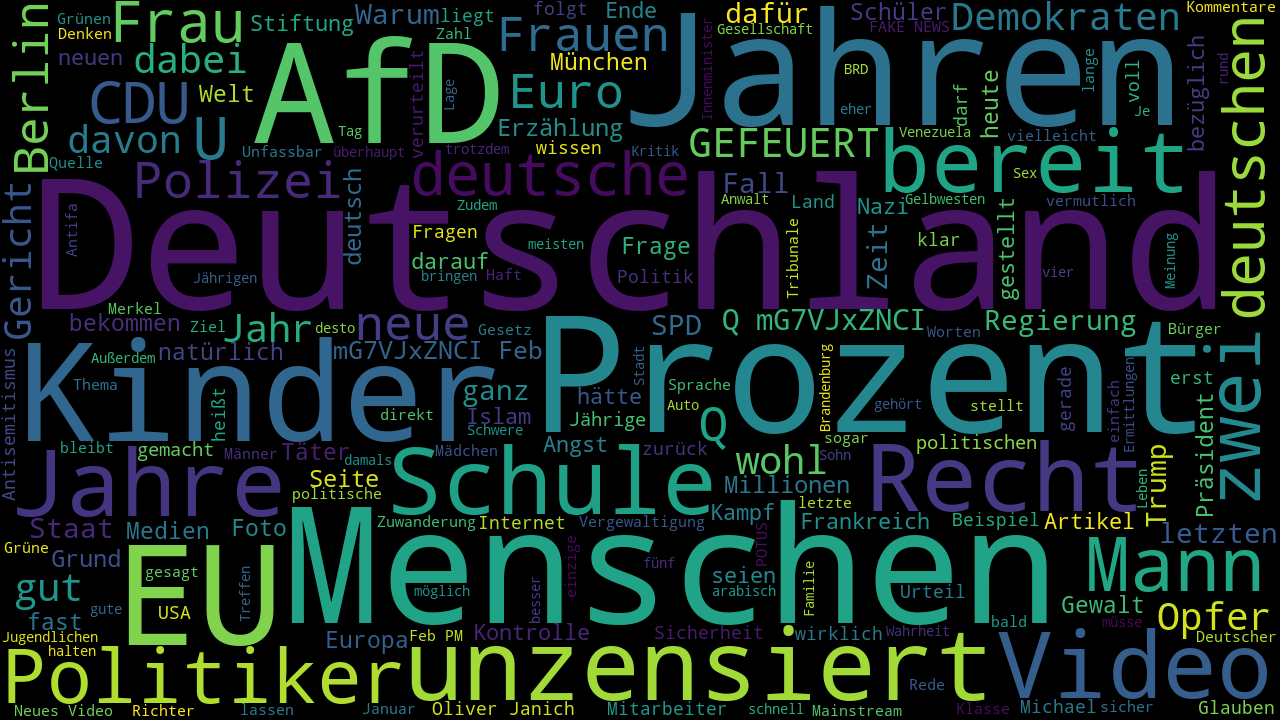 Berlin
Grünen
Denken
Frau
Stiftung
Warum
liegt
folgt
Ende
dafür
Schüler
Demokraten
Kommentare
neuen
dabei
AfD
Zahl
Frauen
München
Innenminister
Gesellschaft
FAKE NEWS
Jahren
bezüglich
rund
deutschen
CDU
Welt
U
Tag
Lage
verurteilt
Euro
Erzählung
wissen
Kritik
GEFEUERT
BRD
eher
Venezuela
darf
heute
vielleicht
lange
voll
Je
davon
Quelle
Unfassbar
überhaupt
trotzdem
bereit
Polizei
deutsch
deutsche
Fall
Anwalt
Land
Nazi
Gelbwesten
Sex
vermutlich
Gericht
Antifa
Deutschland
Zudem
Fragen
meisten
Frage
Tribunale
Zeit
klar
gestellt
Meinung
Jährigen
darauf
bringen
Haft
Politik
vier
Merkel
bekommen
Ziel
Jahr
desto
neue
Gesetz
SPD
Q mG7VJxZNCI
Worten
Regierung
Bürger
Antisemitismus
Kinder
Außerdem
natürlich
mG7VJxZNCI Feb
Prozent
Stadt
zwei
Thema
heißt
ganz
hätte
Sprache
Auto
Brandenburg
gehört
stellt
gerade
einfach
Ermittlungen
erst
direkt
Islam
Schwere
Jährige
Q
bleibt
gemacht
Männer
Täter
damals
Mädchen
Angst
zurück
wohl
sogar
Sohn
politischen
Präsident
Jahre
Seite
politische
Schule
Millionen
letzte
Recht
Leben
Trump
Staat
Medien
Foto
Zuwanderung
Internet
Vergewaltigung
Kampf
Frankreich
Beispiel
Artikel
letzten
Grüne
Grund
EU
gesagt
Treffen
Menschen
einzige
fünf
POTUS
Mann
gut
USA
möglich
besser
seien
arabisch
Familie
Urteil
Gewalt
Opfer
fast
gute
bald
müsse
Jugendlichen
halten
Europa
Feb PM
Kontrolle
Sicherheit
wirklich
Wahrheit
Deutscher
Politiker
unzensiert
Rede
Video
Neues Video
Richter
lassen
Januar
Oliver Janich
Mitarbeiter
schnell
Mainstream
Klasse
Michael
sicher
Glauben